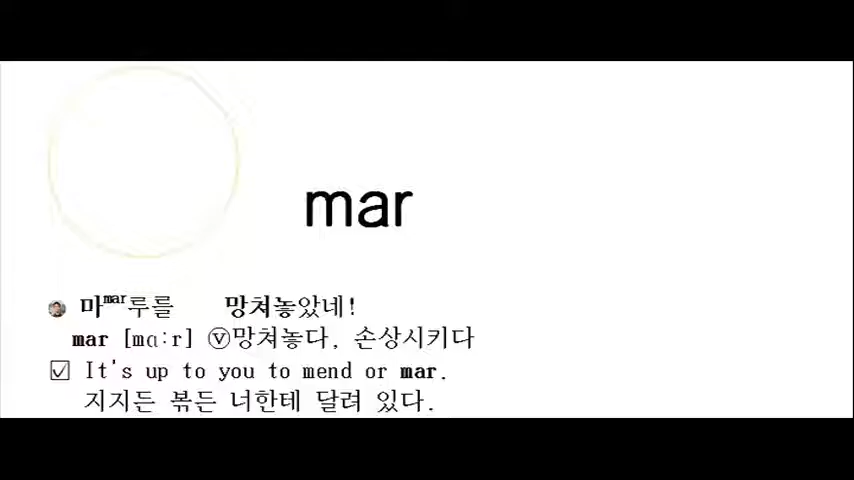 mar
마mar루를 망쳐놓았네!
mar [mɑːr] ⓥ망쳐놓다, 손상시키다
☑ It's up to you to mend or mar.
지지든 볶든 너한테 달려 있다.